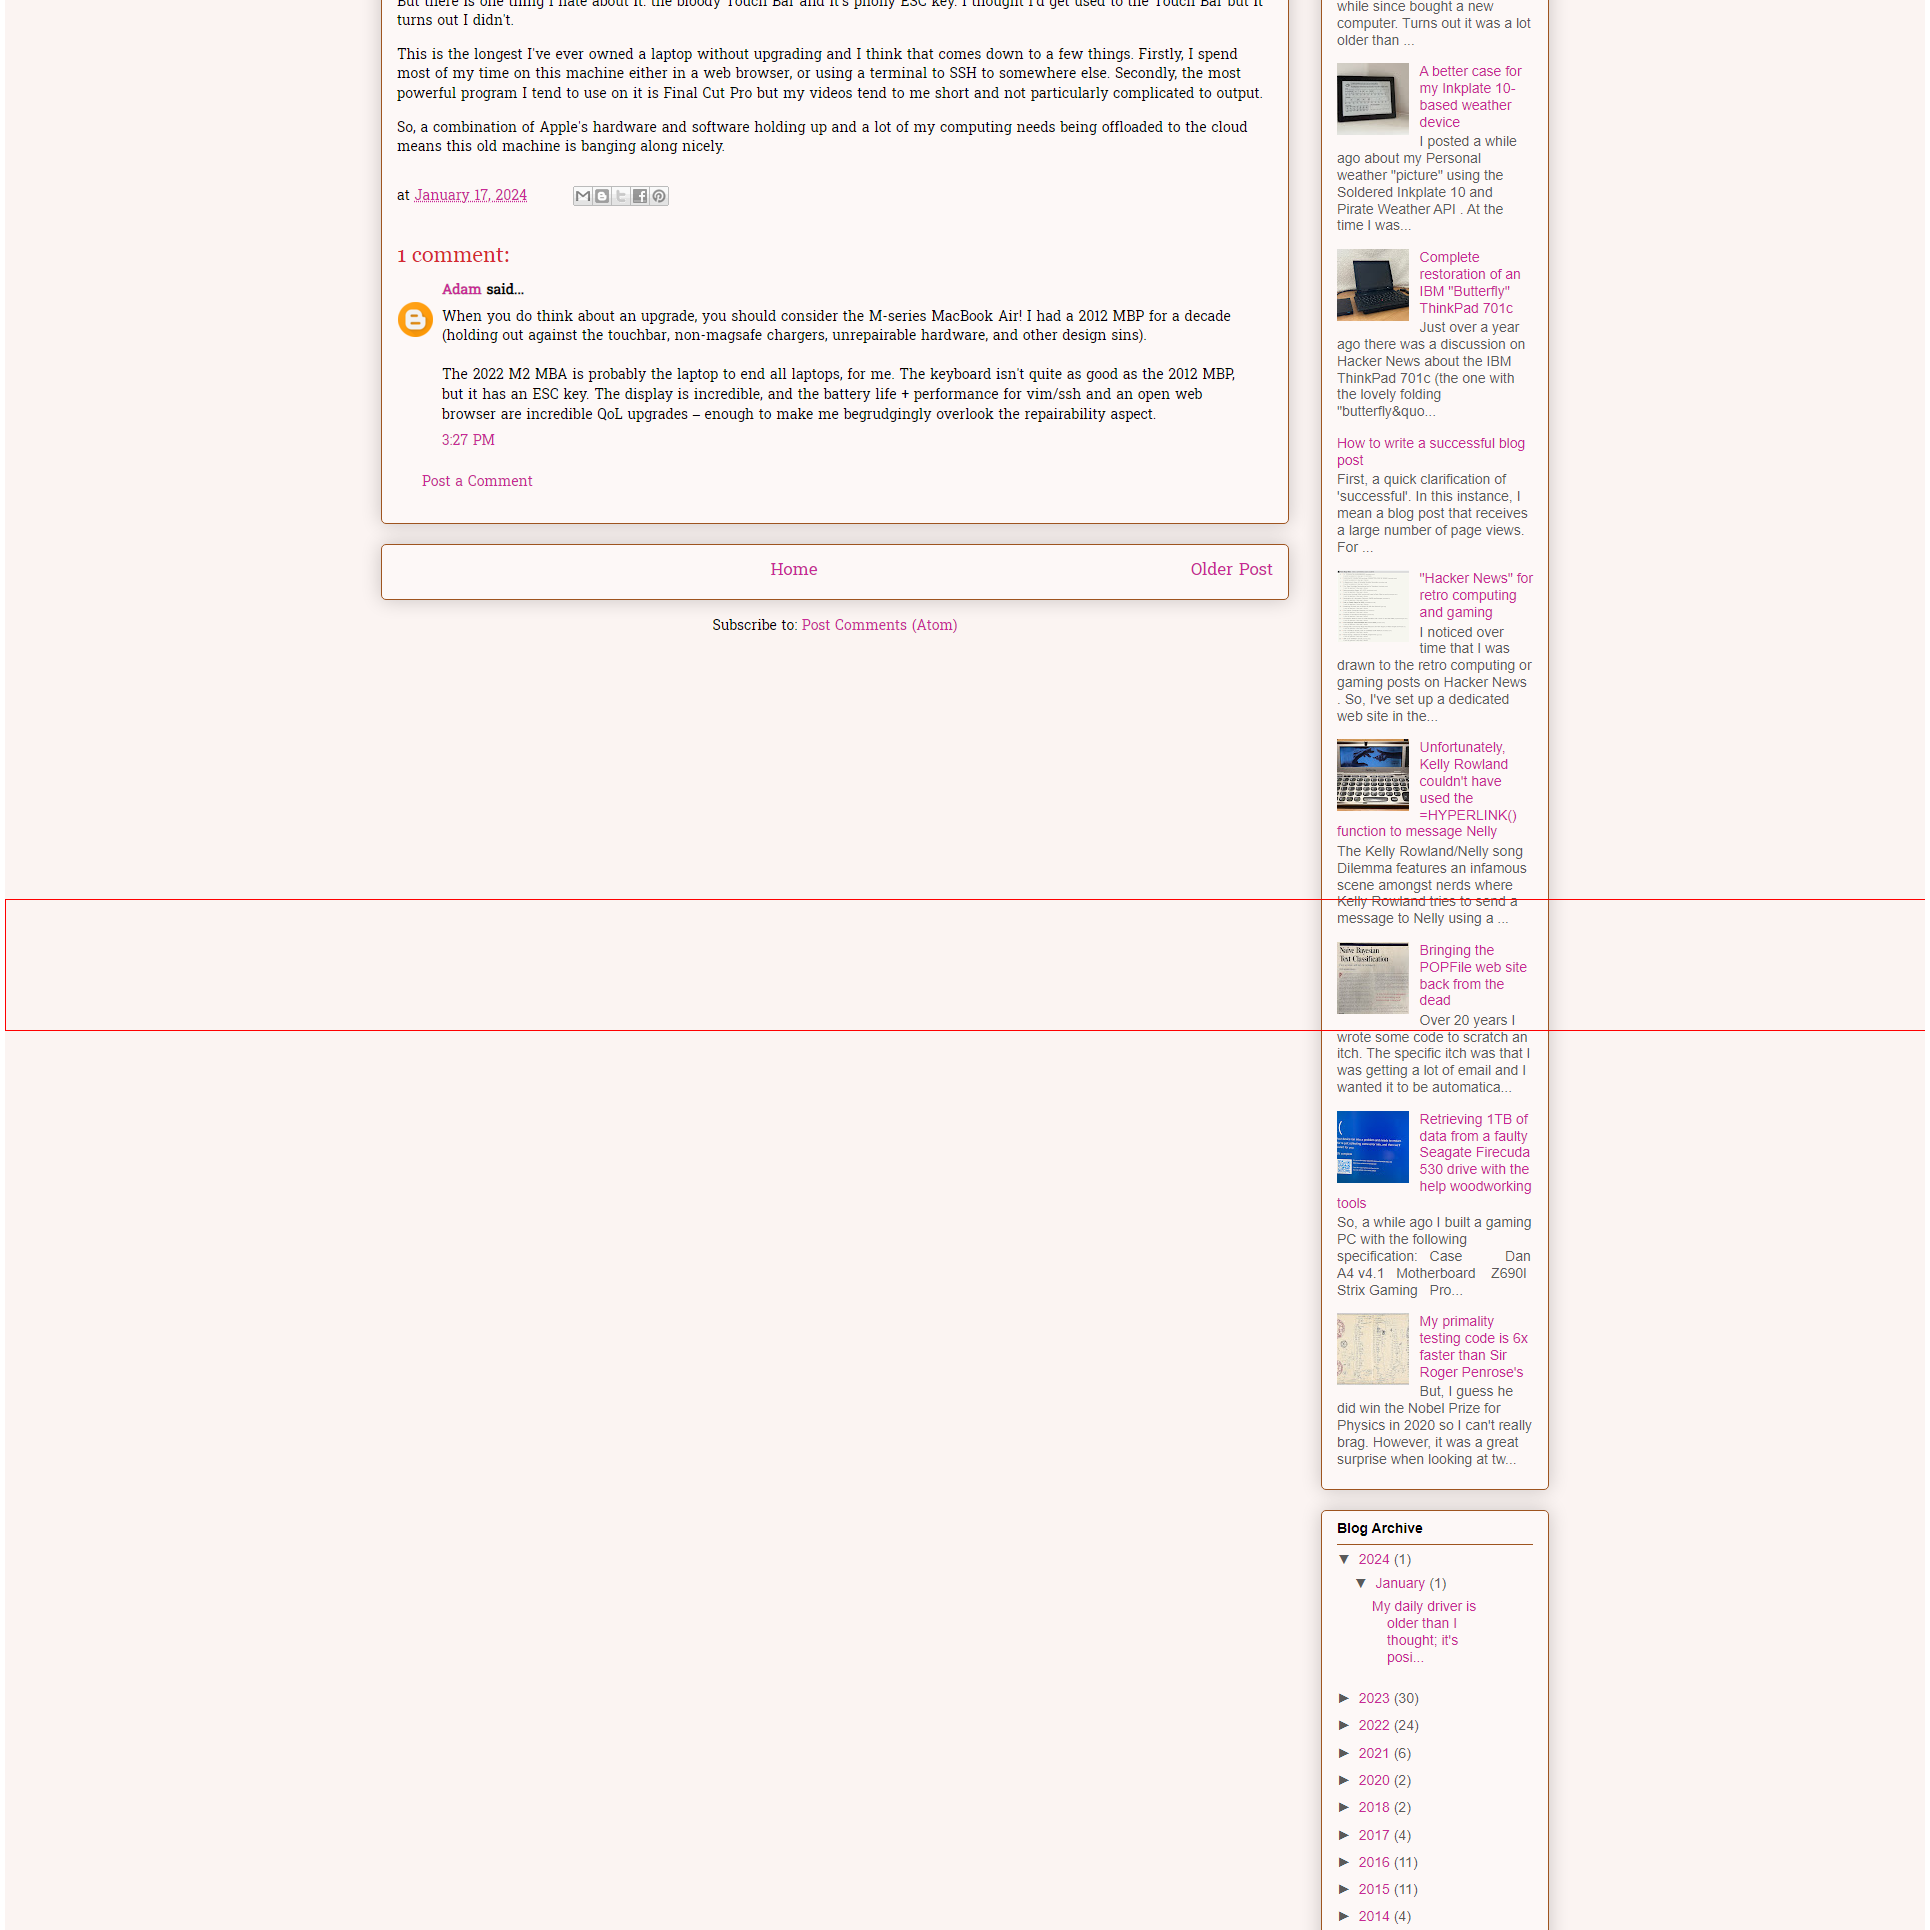 But there is one thing I hate about it: the bloody Touch Bar and it's phony ESC key. I thought I'd get used to the Touch Bar but it
turns out I didn't.
This is the longest I've ever owned a laptop without upgrading and I think that comes down to a few things. Firstly, I spend
most of my time on this machine either in a web browser, or using a terminal to SSH to somewhere else. Secondly, the most
powerful program I tend to use on it is Final Cut Pro but my videos tend to me short and not particularly complicated to output.
So, a combination of Apple's hardware and software holding up and a lot of my computing needs being offloaded to the cloud
means this old machine is banging along nicely.
at January 17, 2024
1 comment:
Adam said...
When you do think about an upgrade, you should consider the M-series MacBook Air! I had a 2012 MBP for a decade
(holding out against the touchbar, non-magsafe chargers, unrepairable hardware, and other design sins).
The 2022 M2 MBA is probably the laptop to end all laptops, for me. The keyboard isn't quite as good as the 2012 MBP,
but it has an ESC key. The display is incredible, and the battery life + performance for vim/ssh and an open web
browser are incredible QoL upgrades – enough to make me begrudgingly overlook the repairability aspect.
3:27 PM
Post a Comment
Home
Older Post
Subscribe to: Post Comments (Atom)
while since bought a new
computer. Turns out it was a lot
older than ...
A better case for
my Inkplate 10-
based weather
device
I posted a while
ago about my Personal
weather "picture" using the
Soldered Inkplate 10 and
Pirate Weather API . At the
time I was...
Complete
restoration of an
IBM "Butterfly"
ThinkPad 701c
Just over a year
ago there was a discussion on
Hacker News about the IBM
ThinkPad 701c (the one with
the lovely folding
"butterfly&quo...
How to write a successful blog
post
First, a quick clarification of
'successful'. In this instance, I
mean a blog post that receives
a large number of page views.
For ...
"Hacker News" for
retro computing
and gaming
I noticed over
time that I was
drawn to the retro computing or
gaming posts on Hacker News
. So, I've set up a dedicated
web site in the...
Unfortunately,
Kelly Rowland
couldn't have
used the
=HYPERLINK()
function to message Nelly
The Kelly Rowland/Nelly song
Dilemma features an infamous
scene amongst nerds where
Kelly Rowland tries to send a
message to Nelly using a ...
Naive Bayesian
Text Classification
Bringing the
POPFile web site
back from the
dead
Over 20 years I
wrote some code to scratch an
itch. The specific itch was that I
was getting a lot of email and I
wanted it to be automatica...
Retrieving 1TB of
data from a faulty
Seagate Firecuda
530 drive with the
help woodworking
tools
So, a while ago I built a gaming
PC with the following
specification: Case Dan
A4 v4.1 Motherboard Z690I
Strix Gaming Pro...
My primality
testing code is 6x
faster than Sir
Roger Penrose's
But, I guess he
did win the Nobel Prize for
Physics in 2020 so I can't really
brag. However, it was a great
surprise when looking at tw...
Blog Archive
▼ 2024 (1)
▼ January (1)
My daily driver is
older than I
thought; it's
posi...
► 2023 (30)
► 2022 (24)
► 2021 (6)
► 2020 (2)
► 2018 (2)
► 2017 (4)
► 2016 (11)
► 2015 (11)
► 2014 (4)